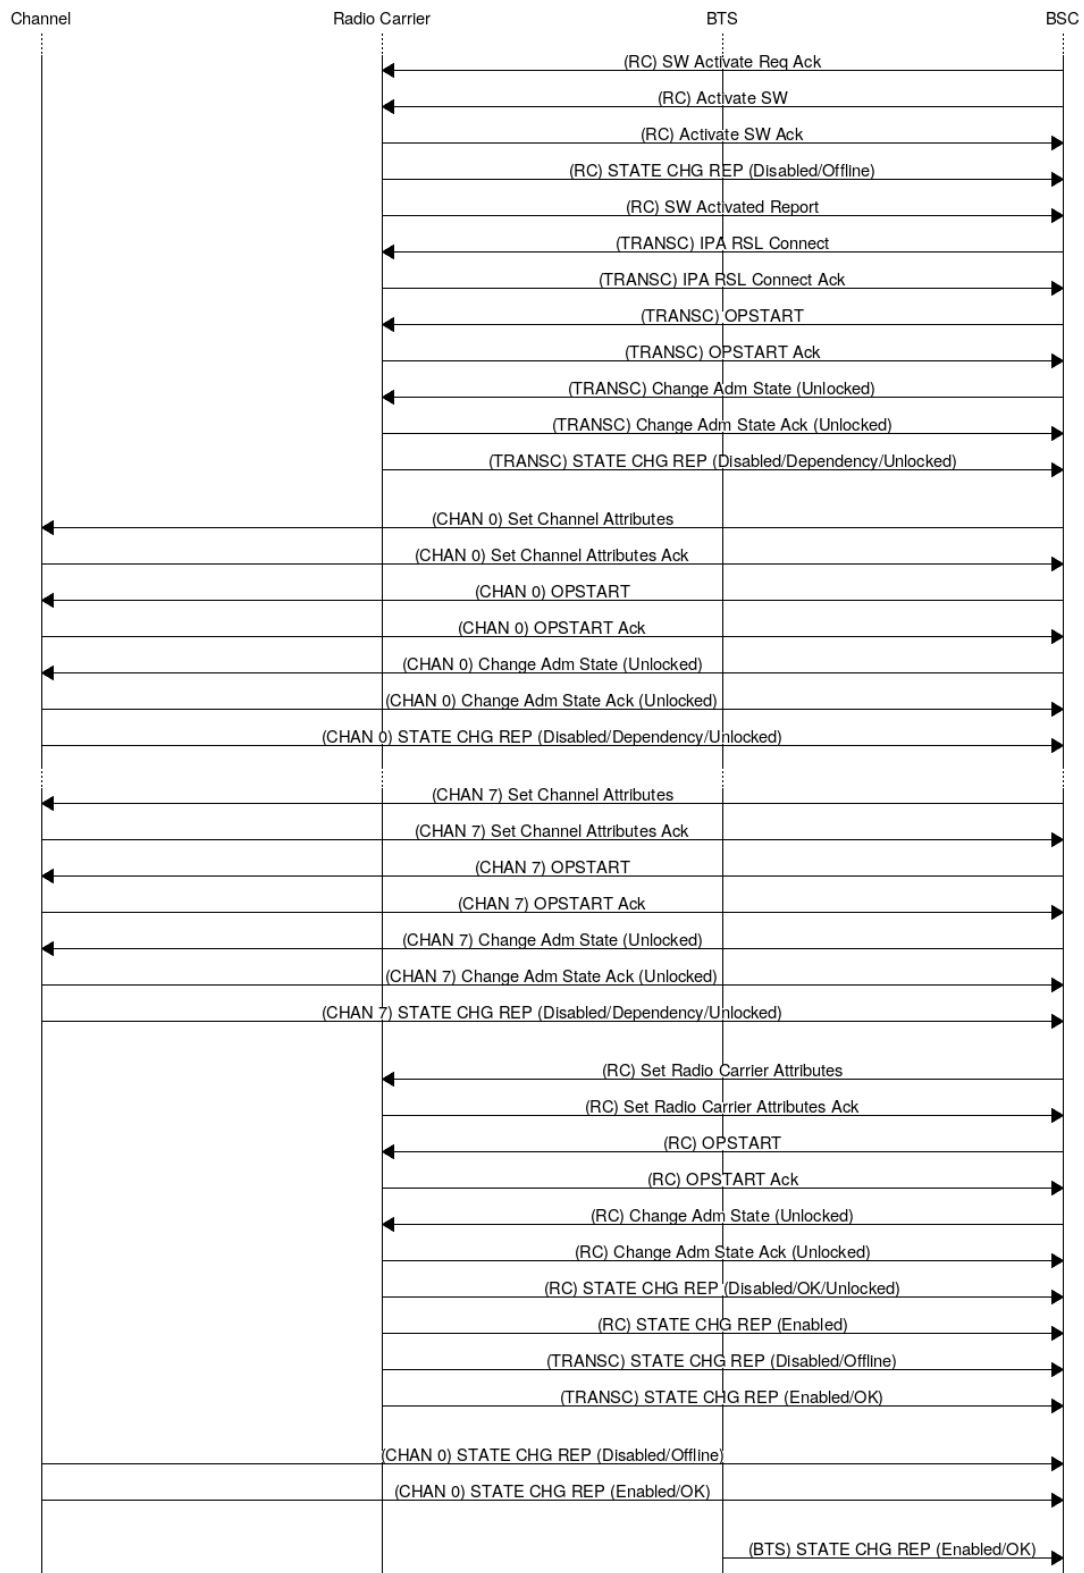 Channel Radio Carrier BTS BSC
(RC) SW Activate Req Ack
(RC) Activate SW
(RC) Activate SW Ack
(RC) STATE CHG REP (Disabled/Offline)
(RC) SW Activated Report
(TRANSC) IPA RSL Connect
(TRANSC) IPA RSL Connect Ack
(TRANSC) OPSTART
(TRANSC) OPSTART Ack
(TRANSC) Change Adm State (Unlocked)
(TRANSC) Change Adm State Ack (Unlocked)
(TRANSC) STATE CHG REP (Disabled/Dependency/Unlocked)
(CHAN 0) Set Channel Attributes
(CHAN 0) Set Channel Attributes Ack
(CHAN 0) OPSTART
(CHAN 0) OPSTART Ack
(CHAN 0) Change Adm State (Unlocked)
(CHAN 0) Change Adm State Ack (Unlocked)
(CHAN 0) STATE CHG REP (Disabled/Dependency/Unlocked)
(CHAN 7) Set Channel Attributes
(CHAN 7) Set Channel Attributes Ack
(CHAN 7) OPSTART
(CHAN 7) OPSTART Ack
(CHAN 7) Change Adm State (Unlocked)
(CHAN 7) Change Adm State Ack (Unlocked)
(CHAN 7) STATE CHG REP (Disabled/Dependency/Unlocked)
(RC) Set Radio Carrier Attributes
(RC) Set Radio Carrier Attributes Ack
(RC) OPSTART
(RC) OPSTART Ack
(RC) Change Adm State (Unlocked)
(RC) Change Adm State Ack (Unlocked)
(RC) STATE CHG REP (Disabled/OK/Unlocked)
(RC) STATE CHG REP (Enabled)
(TRANSC) STATE CHG REP (Disabled/Offline)
(TRANSC) STATE CHG REP (Enabled/OK)
(CHAN 0) STATE CHG REP (Disabled/Offline)
(CHAN 0) STATE CHG REP (Enabled/OK)
(BTS) STATE CHG REP (Enabled/OK)